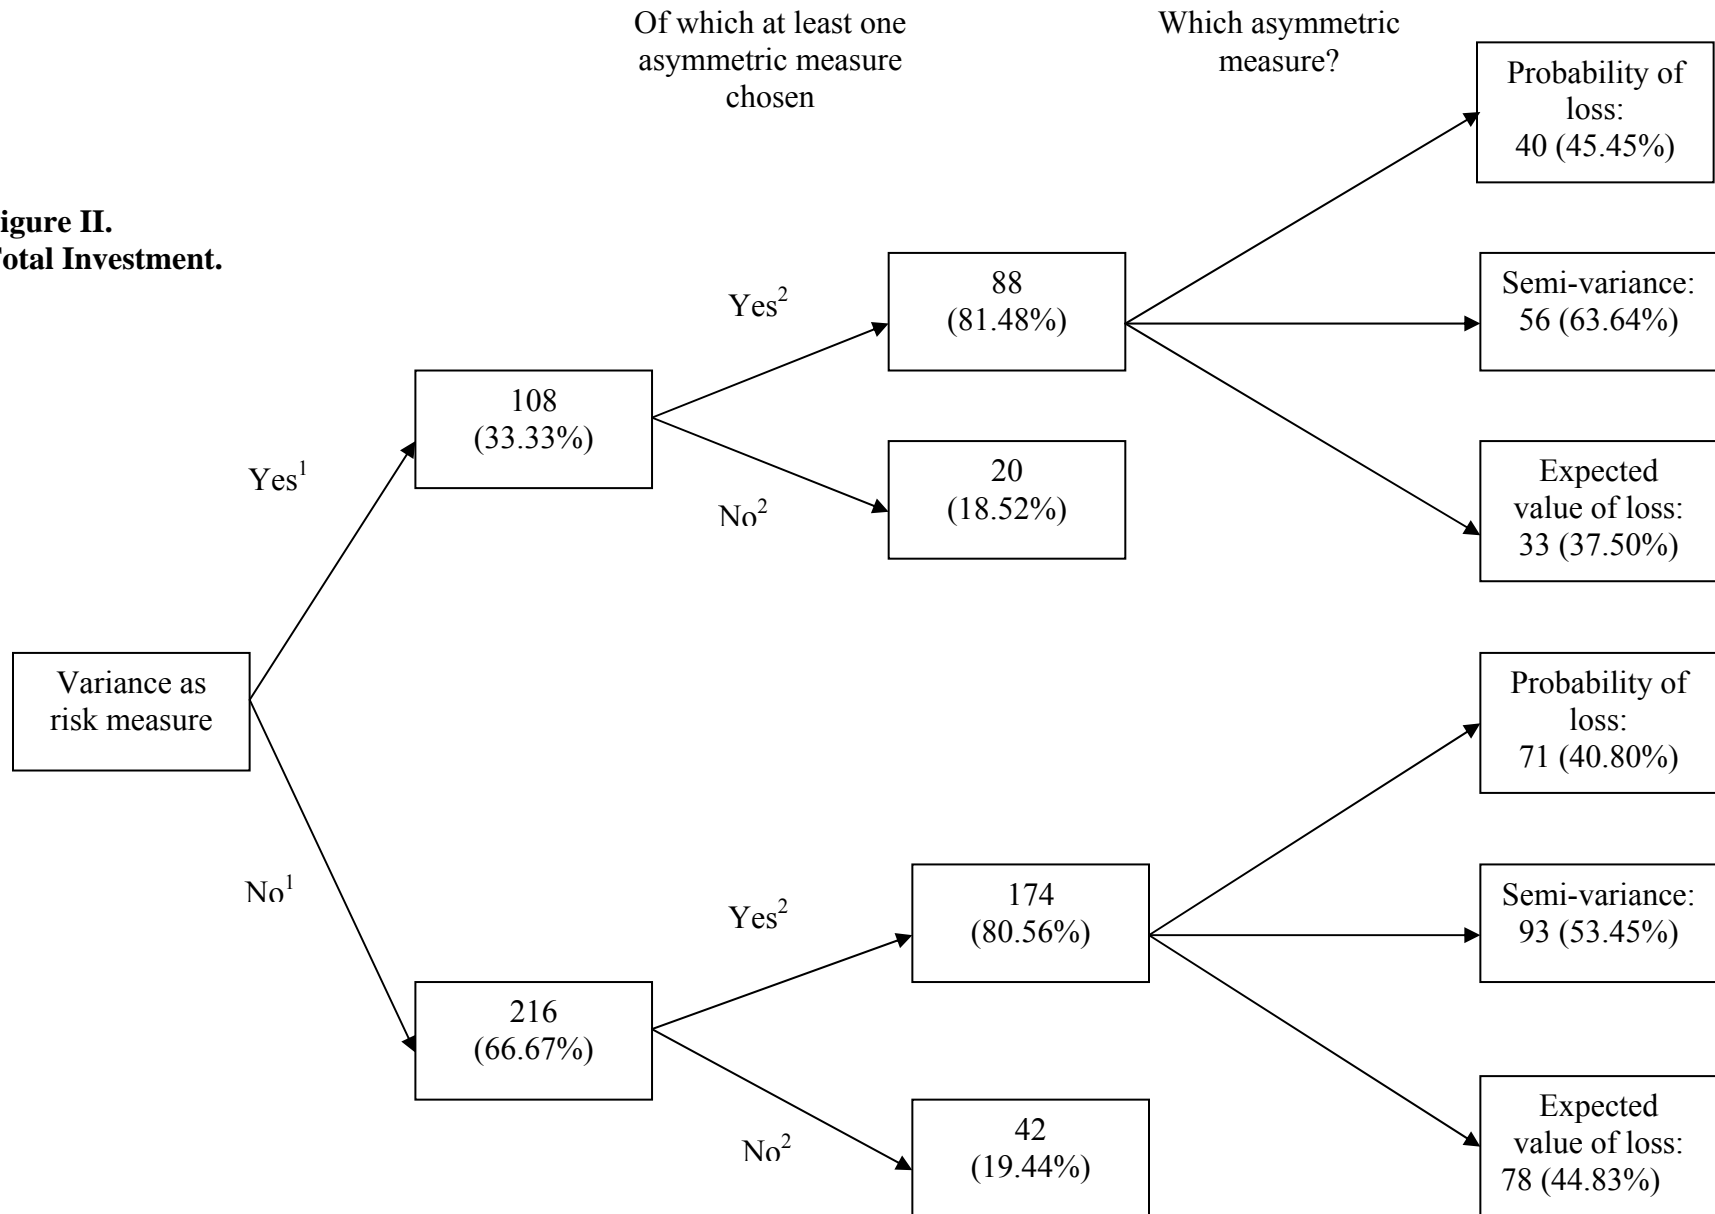 Of which at least one
asymmetric measure
chosen
Which asymmetric
measure?
Probability of
loss:
40 (45.45%)
igure II.
otal Investment.
Yes²
88
(81.48%)
Semi-variance:
56 (63.64%)
108
(33.33%)
Yes¹
No²
20
(18.52%)
Expected
value of loss:
33 (37.50%)
Variance as
risk measure
Probability of
loss:
71 (40.80%)
No¹
Yes²
174
(80.56%)
Semi-variance:
93 (53.45%)
216
(66.67%)
No²
42
(19.44%)
Expected
value of loss:
78 (44.83%)